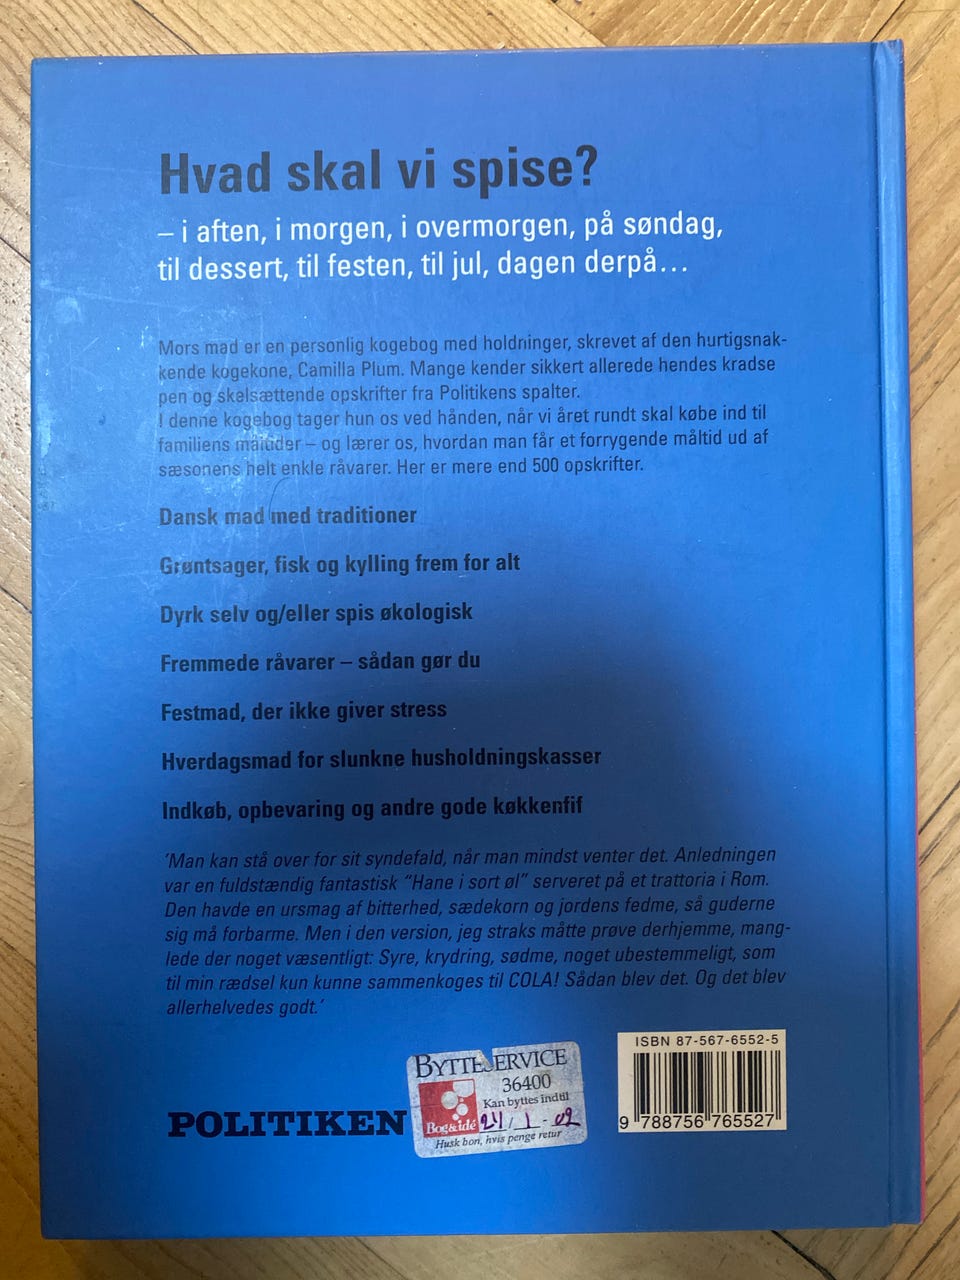 Hvad skal vi spise?
– i aften, i morgen, i overmorgen, på søndag,
til dessert, til festen, til jul, dagen derpå...
Mors mad er en personlig kogebog med holdninger, skrevet af den hurtigsnak-
kende kogekone, Camilla Plum. Mange kender sikkert allerede hendes kradse
pen og skelsættende opskrifter fra Politikens spalter.
I denne kogebog tager hun os ved hånden, når vi året rundt skal købe ind til
familiens måltider – og lærer os, hvordan man får et forrygende måltid ud af
sæsonens helt enkle råvarer. Her er mere end 500 opskrifter.
Dansk mad med traditioner
Grøntsager, fisk og kylling frem for alt
Dyrk selv og/eller spis økologisk
Fremmede råvarer – sådan gør du
Festmad, der ikke giver stress
Hverdagsmad for slunkne husholdningskasser
Indkøb, opbevaring og andre gode køkkenfif
'Man kan stå over for sit syndefald, når man mindst venter det. Anledningen
var en fuldstændig fantastisk "Hane i sort øl" serveret på et trattoria i Rom.
Den havde en ursmag af bitterhed, sædekorn og jordens fedme, så guderne
sig må forbarme. Men i den version, jeg straks måtte prøve derhjemme, mang-
lede der noget væsentligt: Syre, krydring, sødme, noget ubestemmeligt, som
til min rædsel kun kunne sammenkoges til COLA! Sådan blev det. Og det blev
allerhelvedes godt.'
POLITIKEN
BYTTESERVICE
36400
Kan byttes indtil
Bog&idé 24/1-02
Husk bon, hvis penge retur
ISBN 87-567-6552-5
9 788756 765527